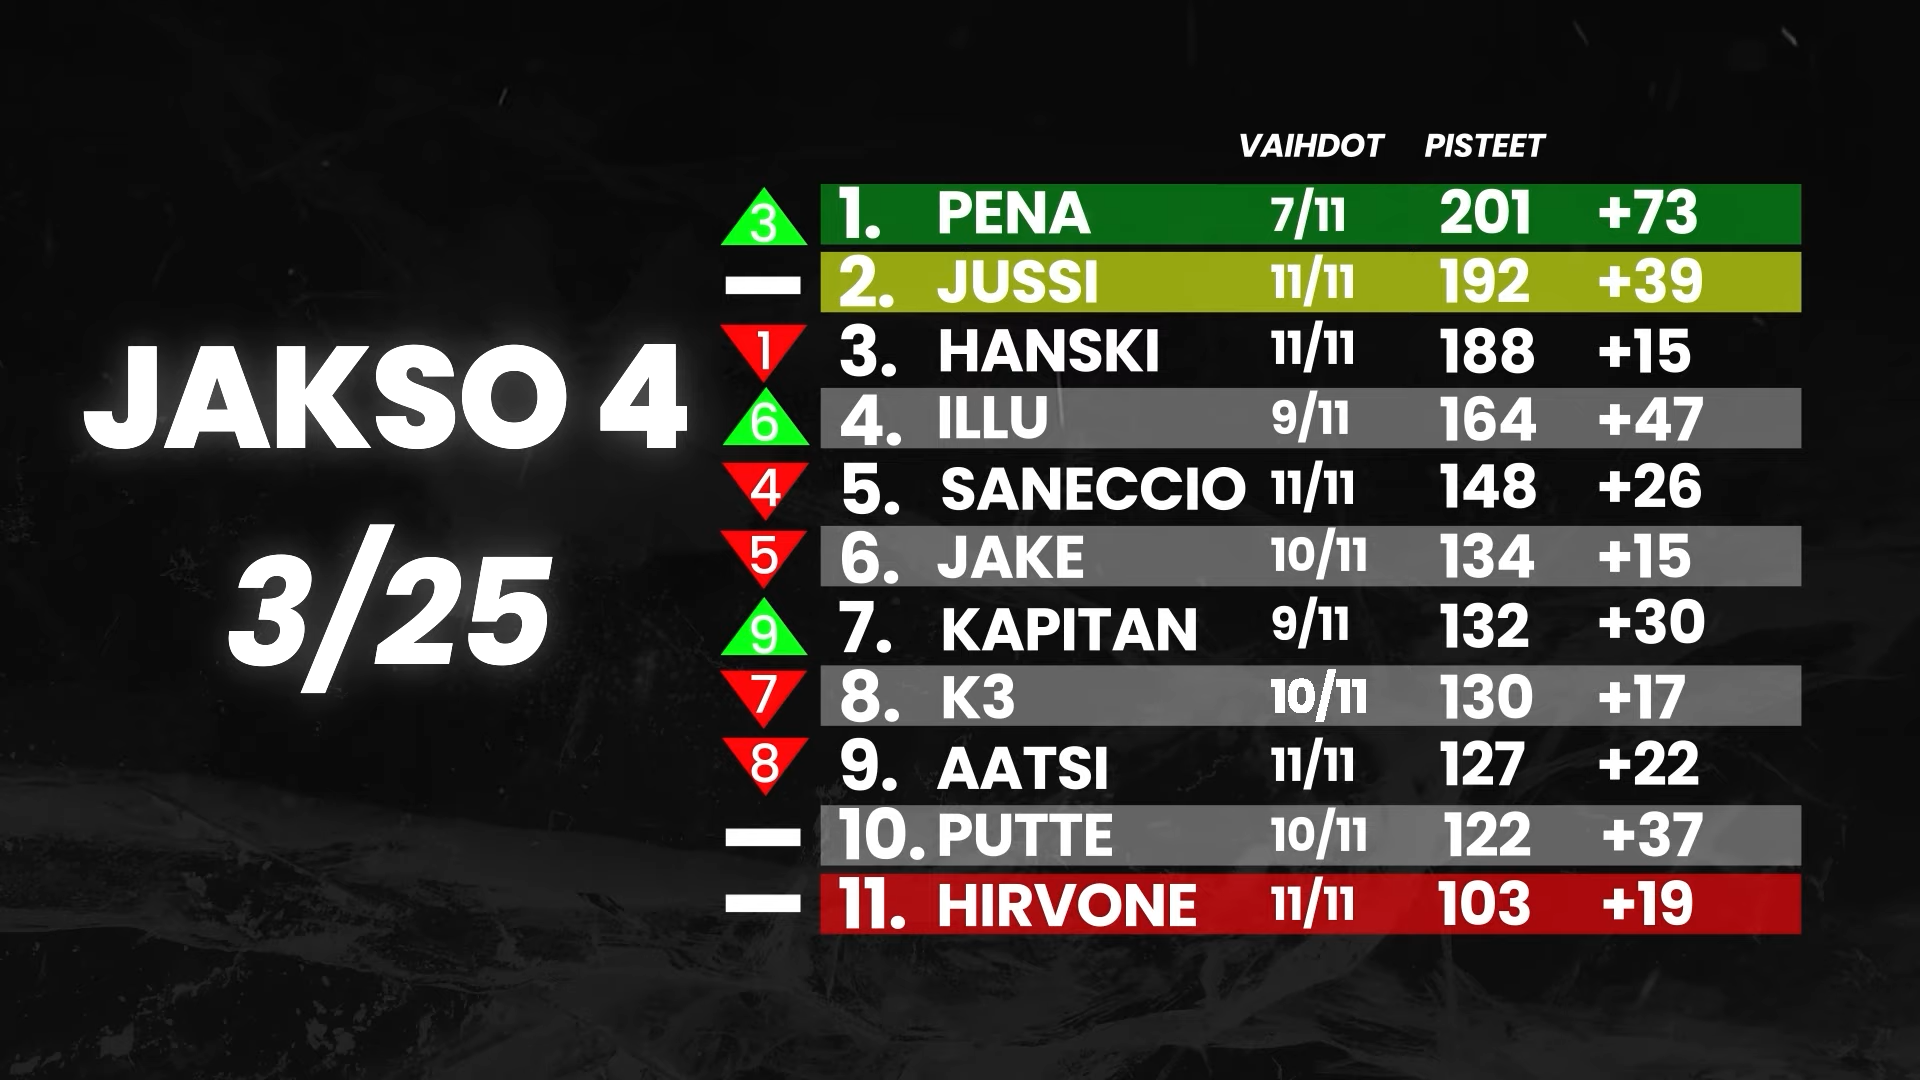 JAKSO 4
3/25
VAIHDOT PISTEET
3 1. PENA 7/11 201 +73
2. JUSSI 11/11 192 +39
1 3. HANSKI 11/11 188 +15
6 4. ILLU 9/11 164 +47
4 5. SANECCIO 11/11 148 +26
5 6. JAKE 10/11 134 +15
9 7. KAPITAN 9/11 132 +30
7 8. K3 10/11 130 +17
8 9. AATSI 11/11 127 +22
10. PUTTE 10/11 122 +37
11. HIRVONE 11/11 103 +19